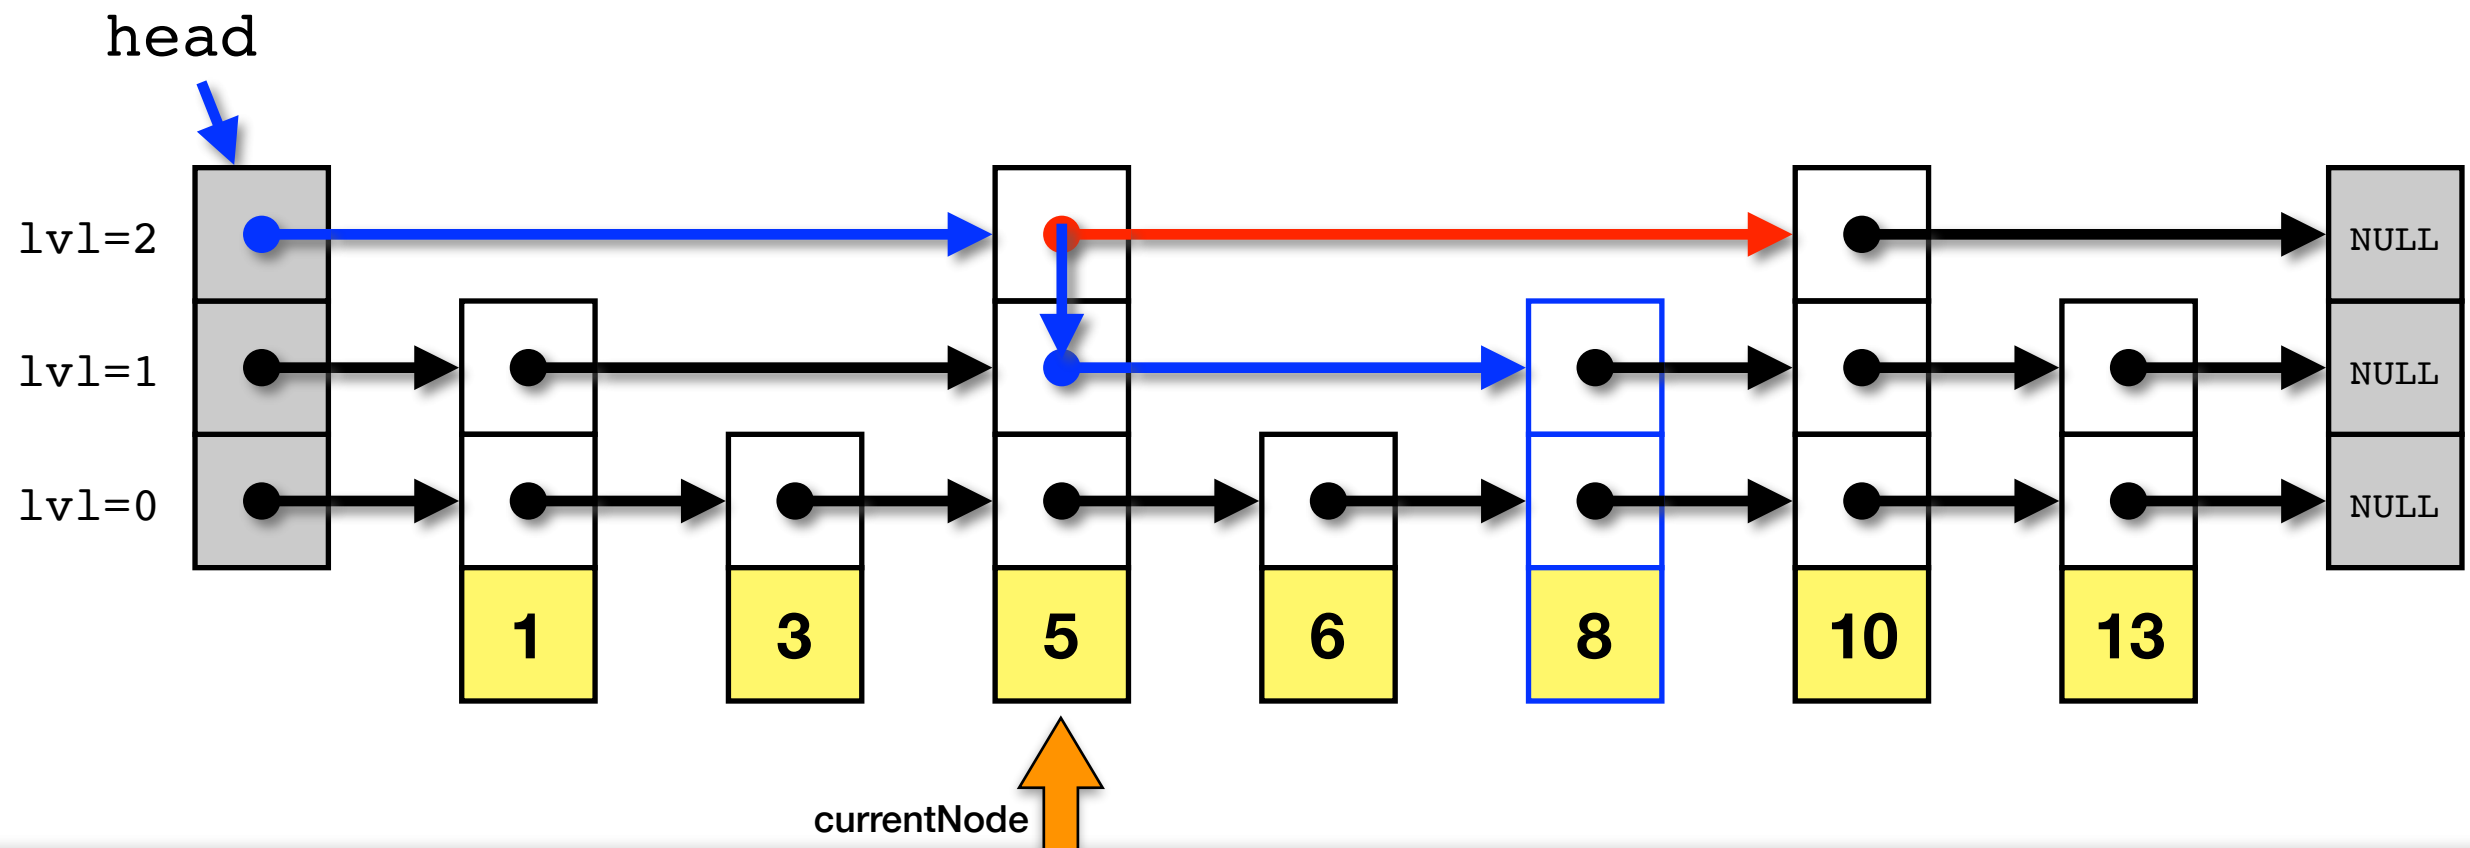 head
lvl=2 NULL
lvl=1 NULL
lvl=0 NULL
1 3 5 6 8 10 13
currentNode